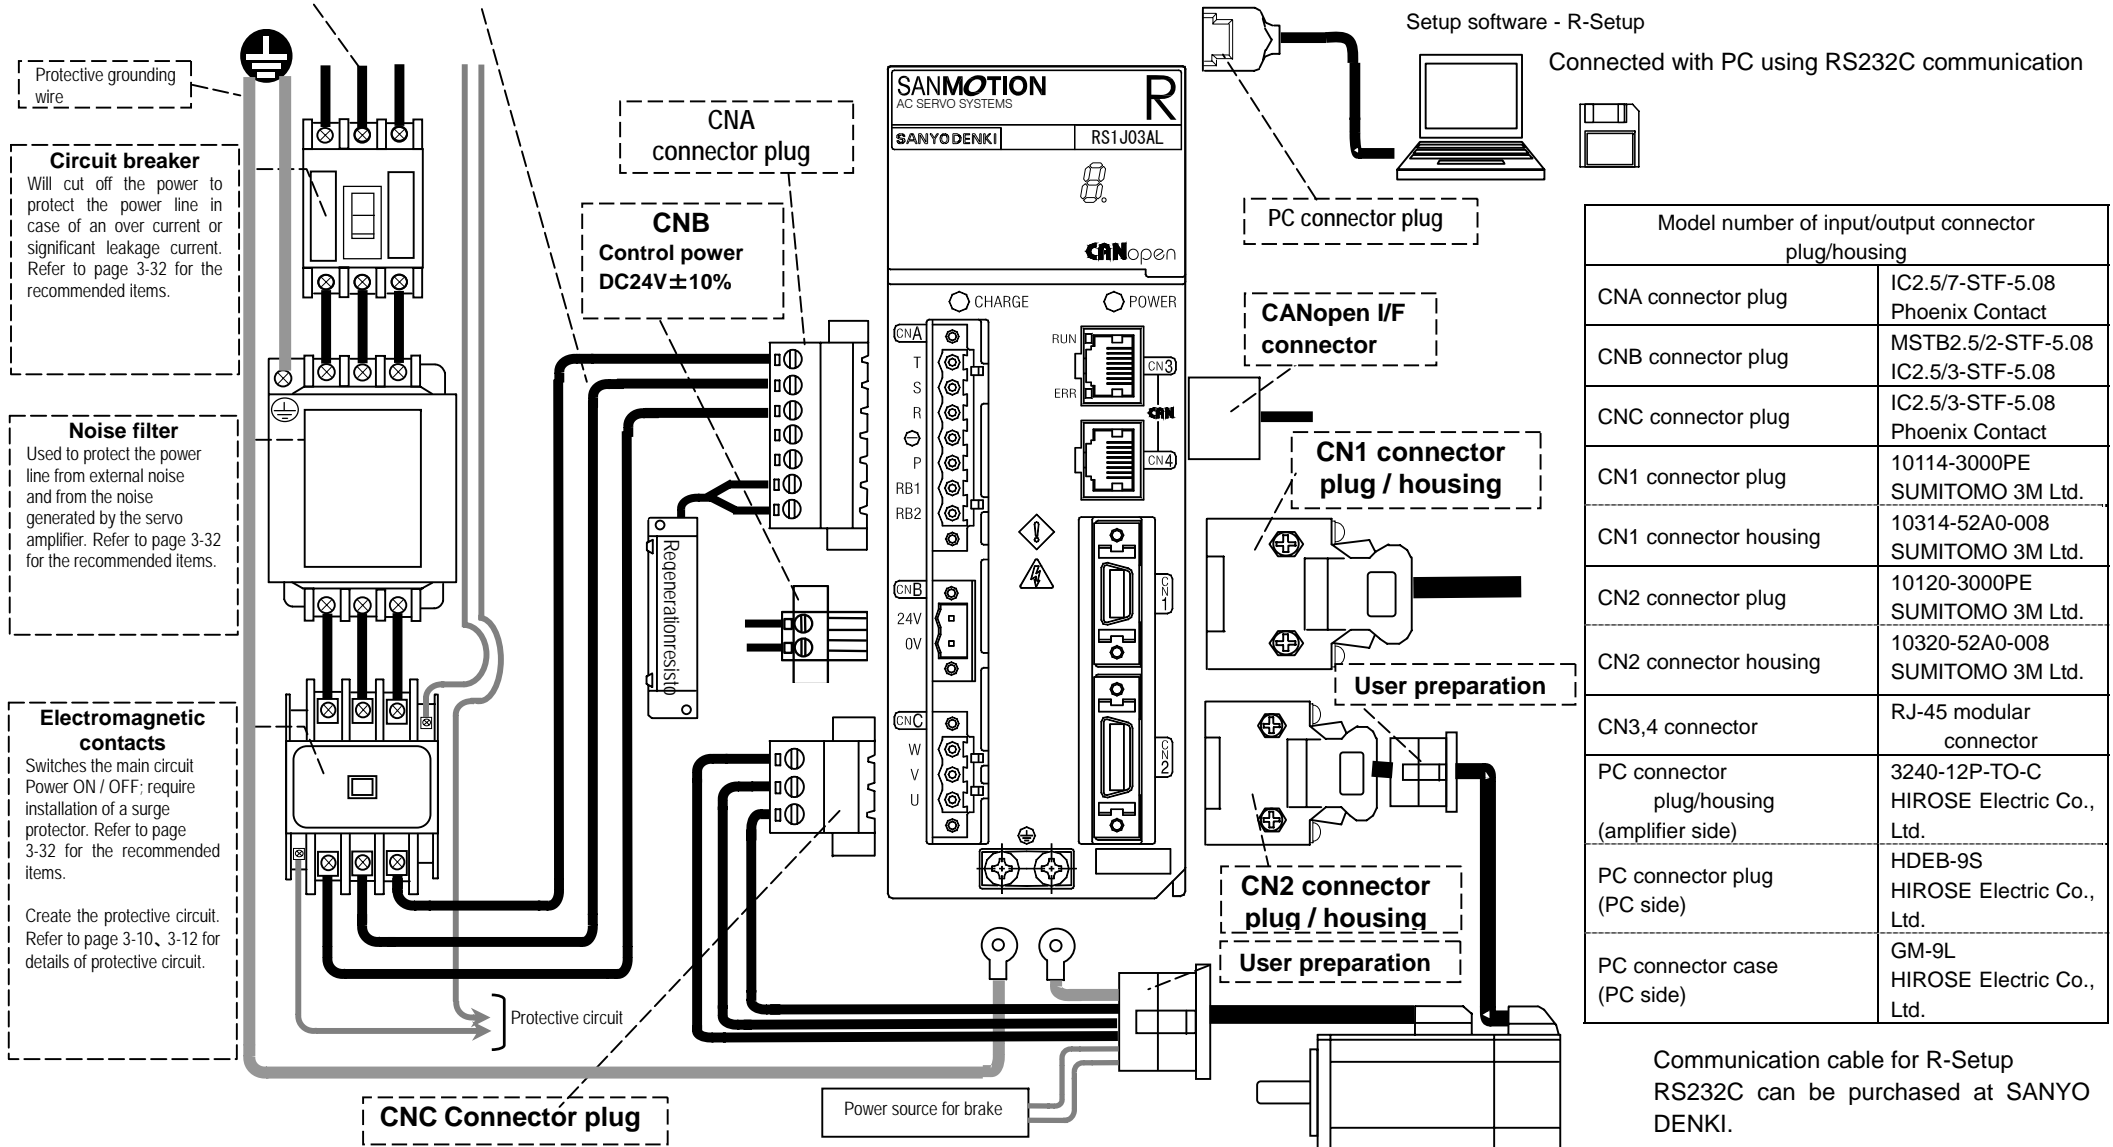 Setup software - R-Setup
Connected with PC using RS232C communication
Protective grounding
wire
Circuit breaker
Will cut off the power to
protect the power line in
case of an over current or
significant leakage current.
Refer to page 3-32 for the
recommended items.
Noise filter
Used to protect the power
line from external noise
and from the noise
generated by the servo
amplifier. Refer to page 3-32
for the recommended items.
Electromagnetic
contacts
Switches the main circuit
Power ON / OFF; require
installation of a surge
protector. Refer to page
3-32 for the recommended
items.
Create the protective circuit.
Refer to page 3-10、3-12 for
details of protective circuit.
Protective circuit
CNA
connector plug
CNB
Control power
DC24V±10%
Regenerationresisto
CNC Connector plug
Power source for brake
SANMOTION
AC SERVO SYSTEMS
R
SANYODENKI
RS1J03AL
8.
CANopen
CHARGE
POWER
CNA
T
S
R
P
RB1
RB2
CNB
24V
0V
CNC
W
V
U
RUN
ERR
CN3
CAN
CN4
CN1
CN2
PC connector plug
CANopen I/F
connector
CN1 connector
plug / housing
User preparation
CN2 connector
plug / housing
User preparation
Model number of input/output connector
plug/housing
CNA connector plug
IC2.5/7-STF-5.08
Phoenix Contact
CNB connector plug
MSTB2.5/2-STF-5.08
IC2.5/3-STF-5.08
CNC connector plug
IC2.5/3-STF-5.08
Phoenix Contact
CN1 connector plug
10114-3000PE
SUMITOMO 3M Ltd.
CN1 connector housing
10314-52A0-008
SUMITOMO 3M Ltd.
CN2 connector plug
10120-3000PE
SUMITOMO 3M Ltd.
CN2 connector housing
10320-52A0-008
SUMITOMO 3M Ltd.
CN3,4 connector
RJ-45 modular
connector
PC connector
plug/housing
(amplifier side)
3240-12P-TO-C
HIROSE Electric Co.,
Ltd.
PC connector plug
(PC side)
HDEB-9S
HIROSE Electric Co.,
Ltd.
PC connector case
(PC side)
GM-9L
HIROSE Electric Co.,
Ltd.
Communication cable for R-Setup
RS232C can be purchased at SANYO
DENKI.